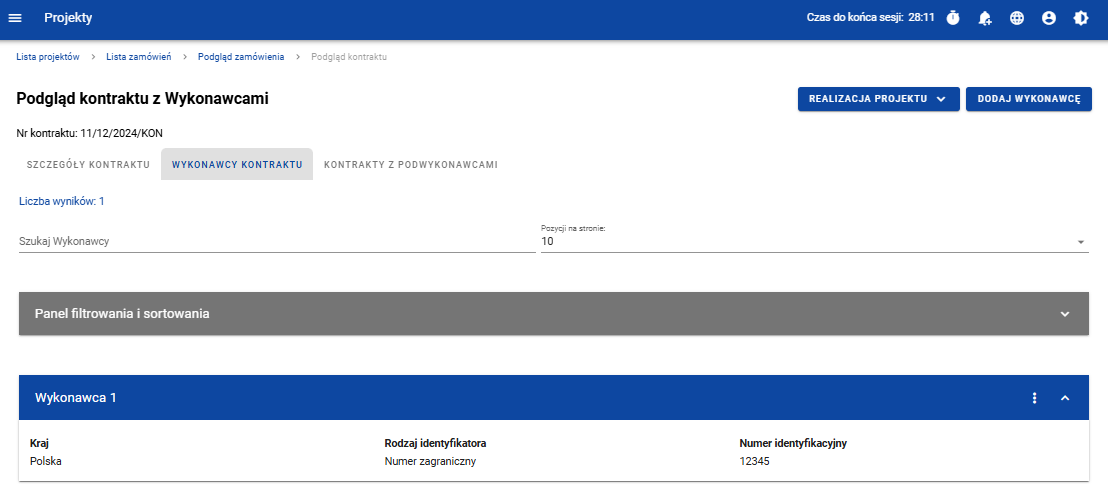 Projekty
Czas do końca sesji: 28:11
Lista projektów > Lista zamówień > Podgląd zamówienia > Podgląd kontraktu
Podgląd kontraktu z Wykonawcami
REALIZACJA PROJEKTU
DODAJ WYKONAWCĘ
Nr kontraktu: 11/12/2024/KON
SZCZEGÓŁY KONTRAKTU
WYKONAWCY KONTRAKTU
KONTRAKTY Z PODWYKONAWCAMI
Liczba wyników: 1
Szukaj Wykonawcy
Pozycji na stronie:
10
Panel filtrowania i sortowania
Wykonawca 1
Kraj
Polska
Rodzaj identyfikatora
Numer zagraniczny
Numer identyfikacyjny
12345